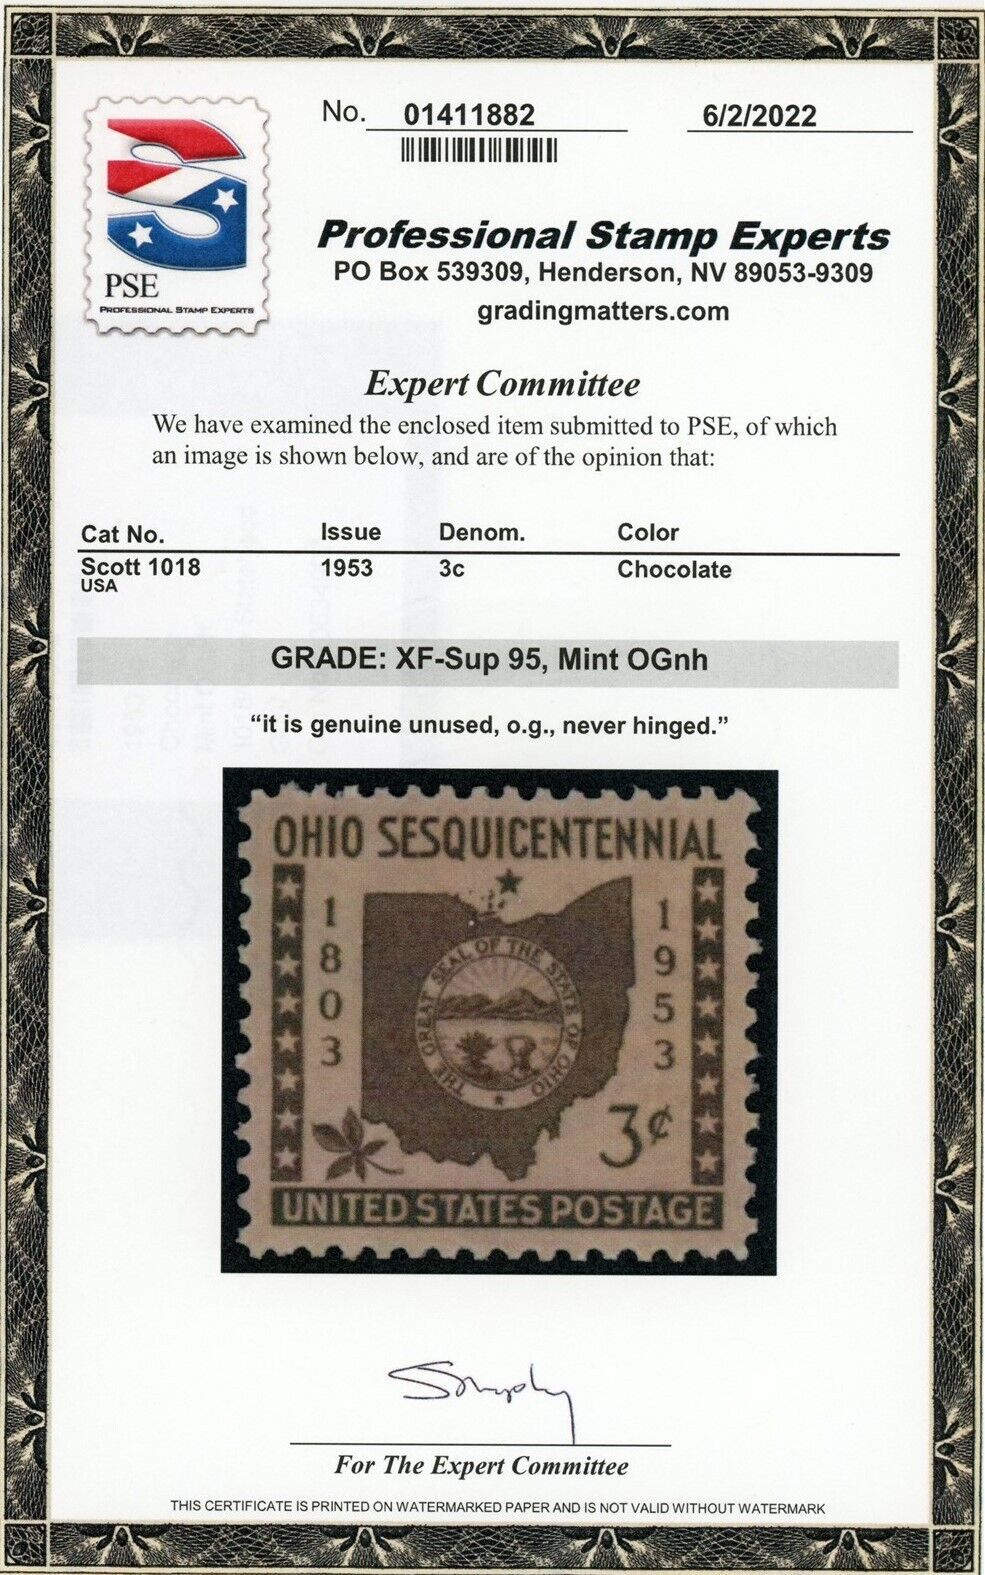 No. 01411882 6/2/2022
PSE
PROFESSIONAL STAMP EXPERTS
Professional Stamp Experts
PO Box 539309, Henderson, NV 89053-9309
gradingmatters.com
Expert Committee
We have examined the enclosed item submitted to PSE, of which
an image is shown below, and are of the opinion that:
Cat No. Issue Denom. Color
Scott 1018 1953 3c Chocolate
USA
GRADE: XF-Sup 95, Mint OGnh
“it is genuine unused, o.g., never hinged.”
OHIO SESQUICENTENNIAL
1803
1953
THE GREAT SEAL OF THE STATE OF OHIO
3¢
UNITED STATES POSTAGE
For The Expert Committee
THIS CERTIFICATE IS PRINTED ON WATERMARKED PAPER AND IS NOT VALID WITHOUT WATERMARK